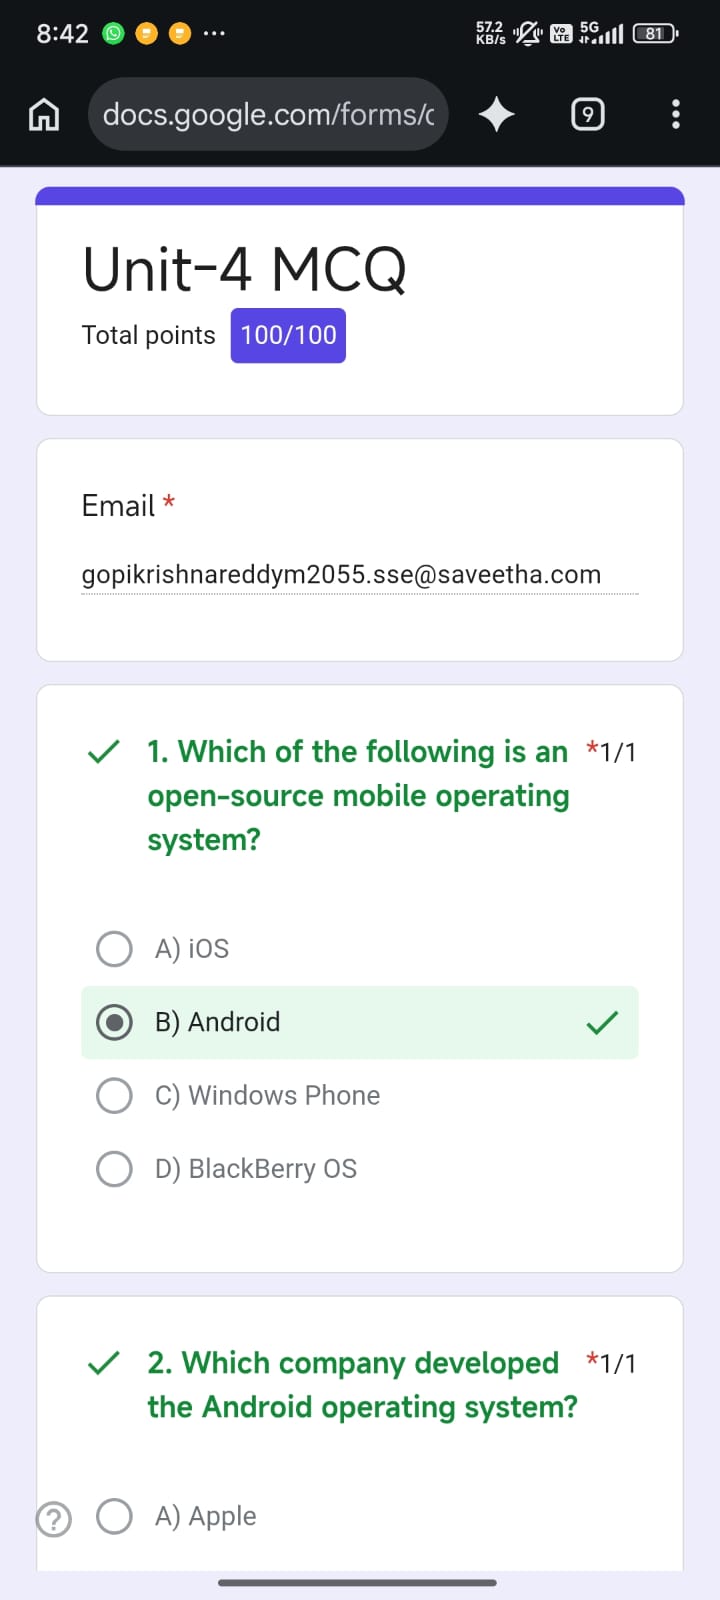 8:42 57.2 KB/s Vo LTE 5G 81
docs.google.com/forms/c 9
Unit-4 MCQ
Total points 100/100
Email *
gopikrishnareddym2055.sse@saveetha.com
1. Which of the following is an *1/1
open-source mobile operating
system?
A) iOS
B) Android
C) Windows Phone
D) BlackBerry OS
2. Which company developed *1/1
the Android operating system?
? A) Apple